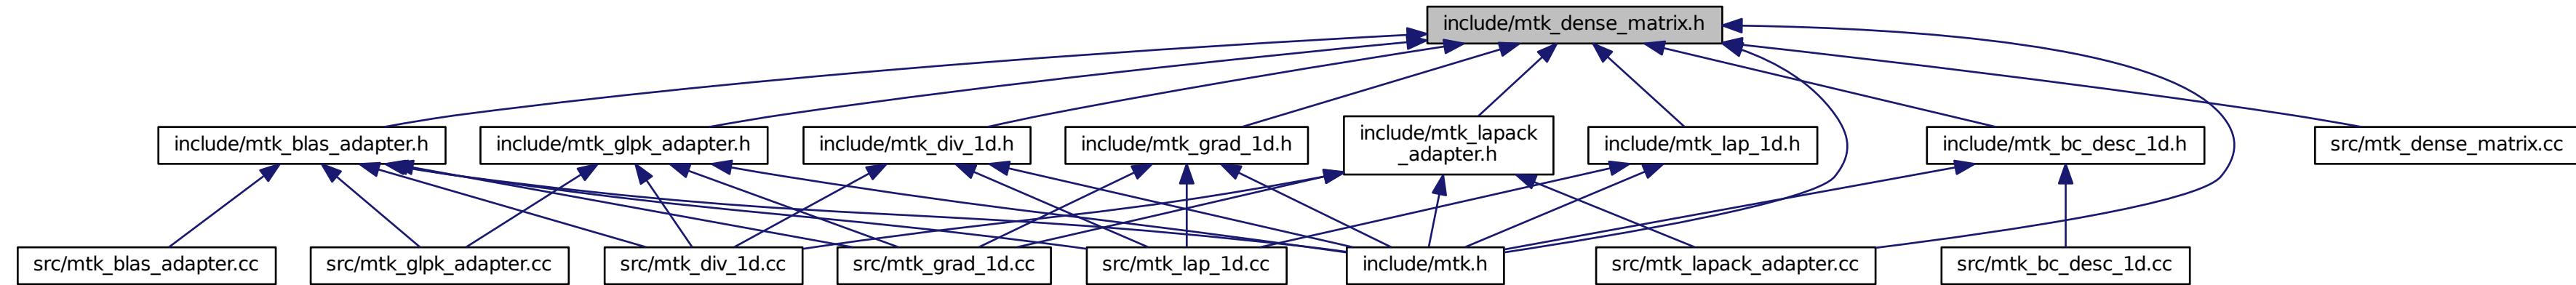 include/mtk_dense_matrix.h
include/mtk_blas_adapter.h
include/mtk_glpk_adapter.h
include/mtk_div_1d.h
include/mtk_grad_1d.h
include/mtk_lapack
_adapter.h
include/mtk_lap_1d.h
include/mtk_bc_desc_1d.h
src/mtk_dense_matrix.cc
src/mtk_blas_adapter.cc
src/mtk_glpk_adapter.cc
src/mtk_div_1d.cc
src/mtk_grad_1d.cc
src/mtk_lap_1d.cc
include/mtk.h
src/mtk_lapack_adapter.cc
src/mtk_bc_desc_1d.cc